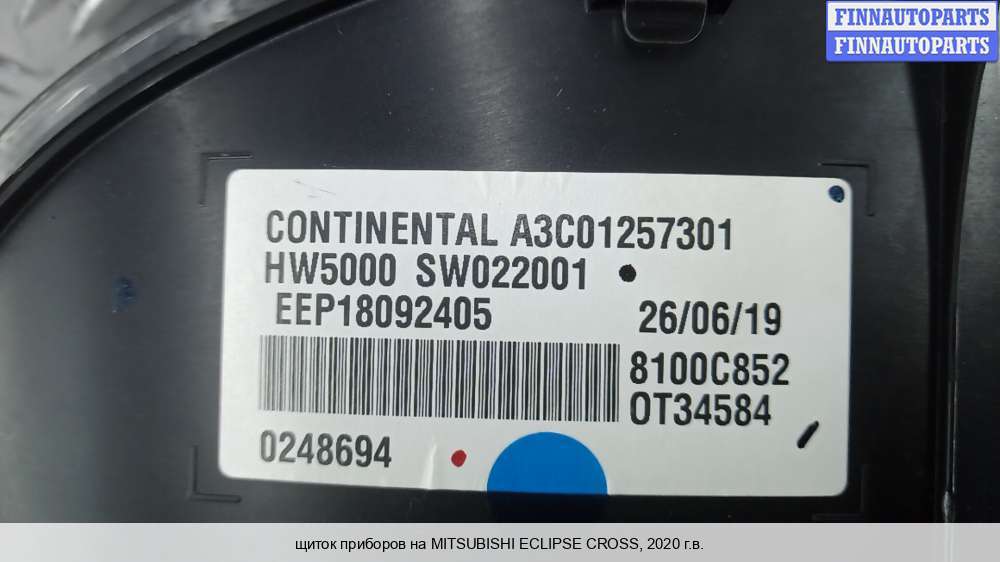 FINNAUTOPARTS
FINNAUTOPARTS
CONTINENTAL A3C01257301
HW5000 SW022001
EEP18092405
26/06/19
8100C852
OT34584
0248694
щиток приборов на MITSUBISHI ECLIPSE CROSS, 2020 г.в.